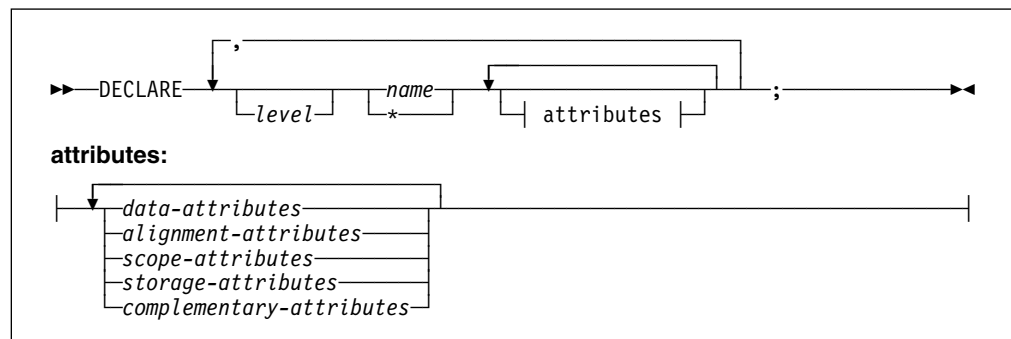 ,
DECLARE level name attributes ;
*
attributes:
data-attributes
alignment-attributes
scope-attributes
storage-attributes
complementary-attributes